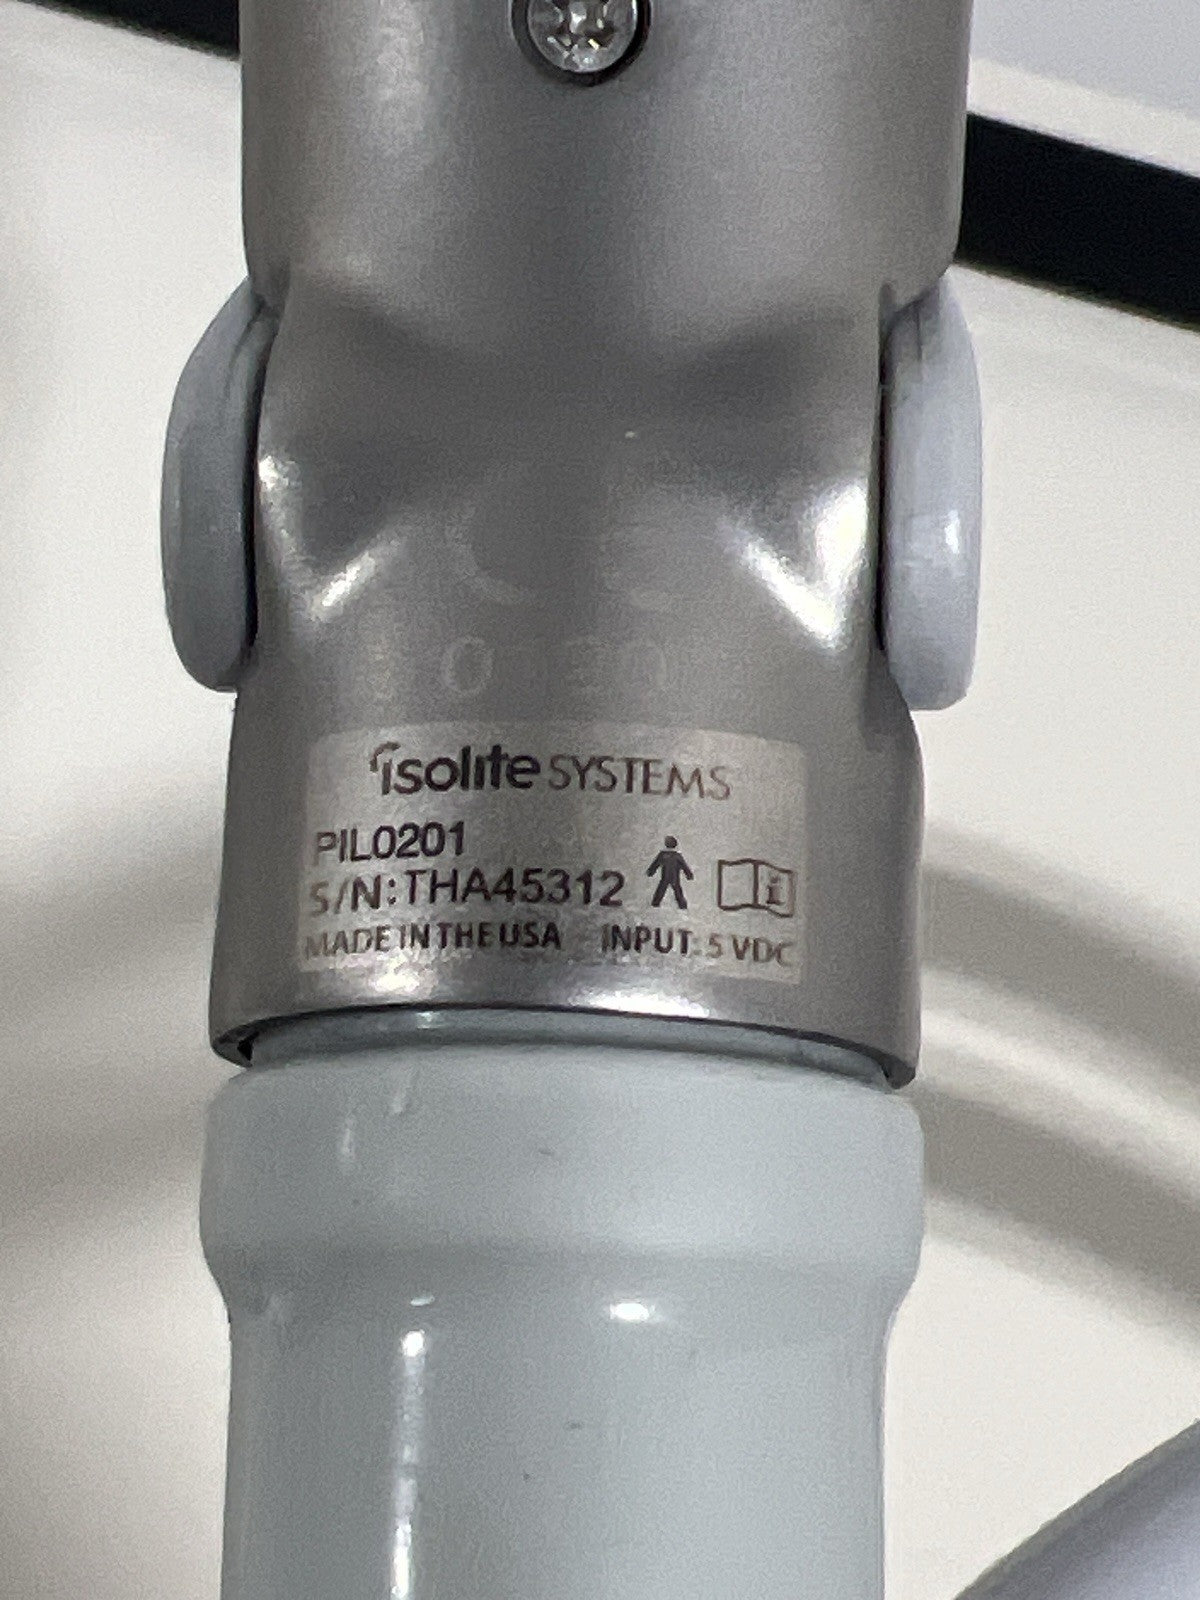 isolite SYSTEMS
PIL0201
S/N: THA45312
MADE IN THE USA INPUT: 5 VDC